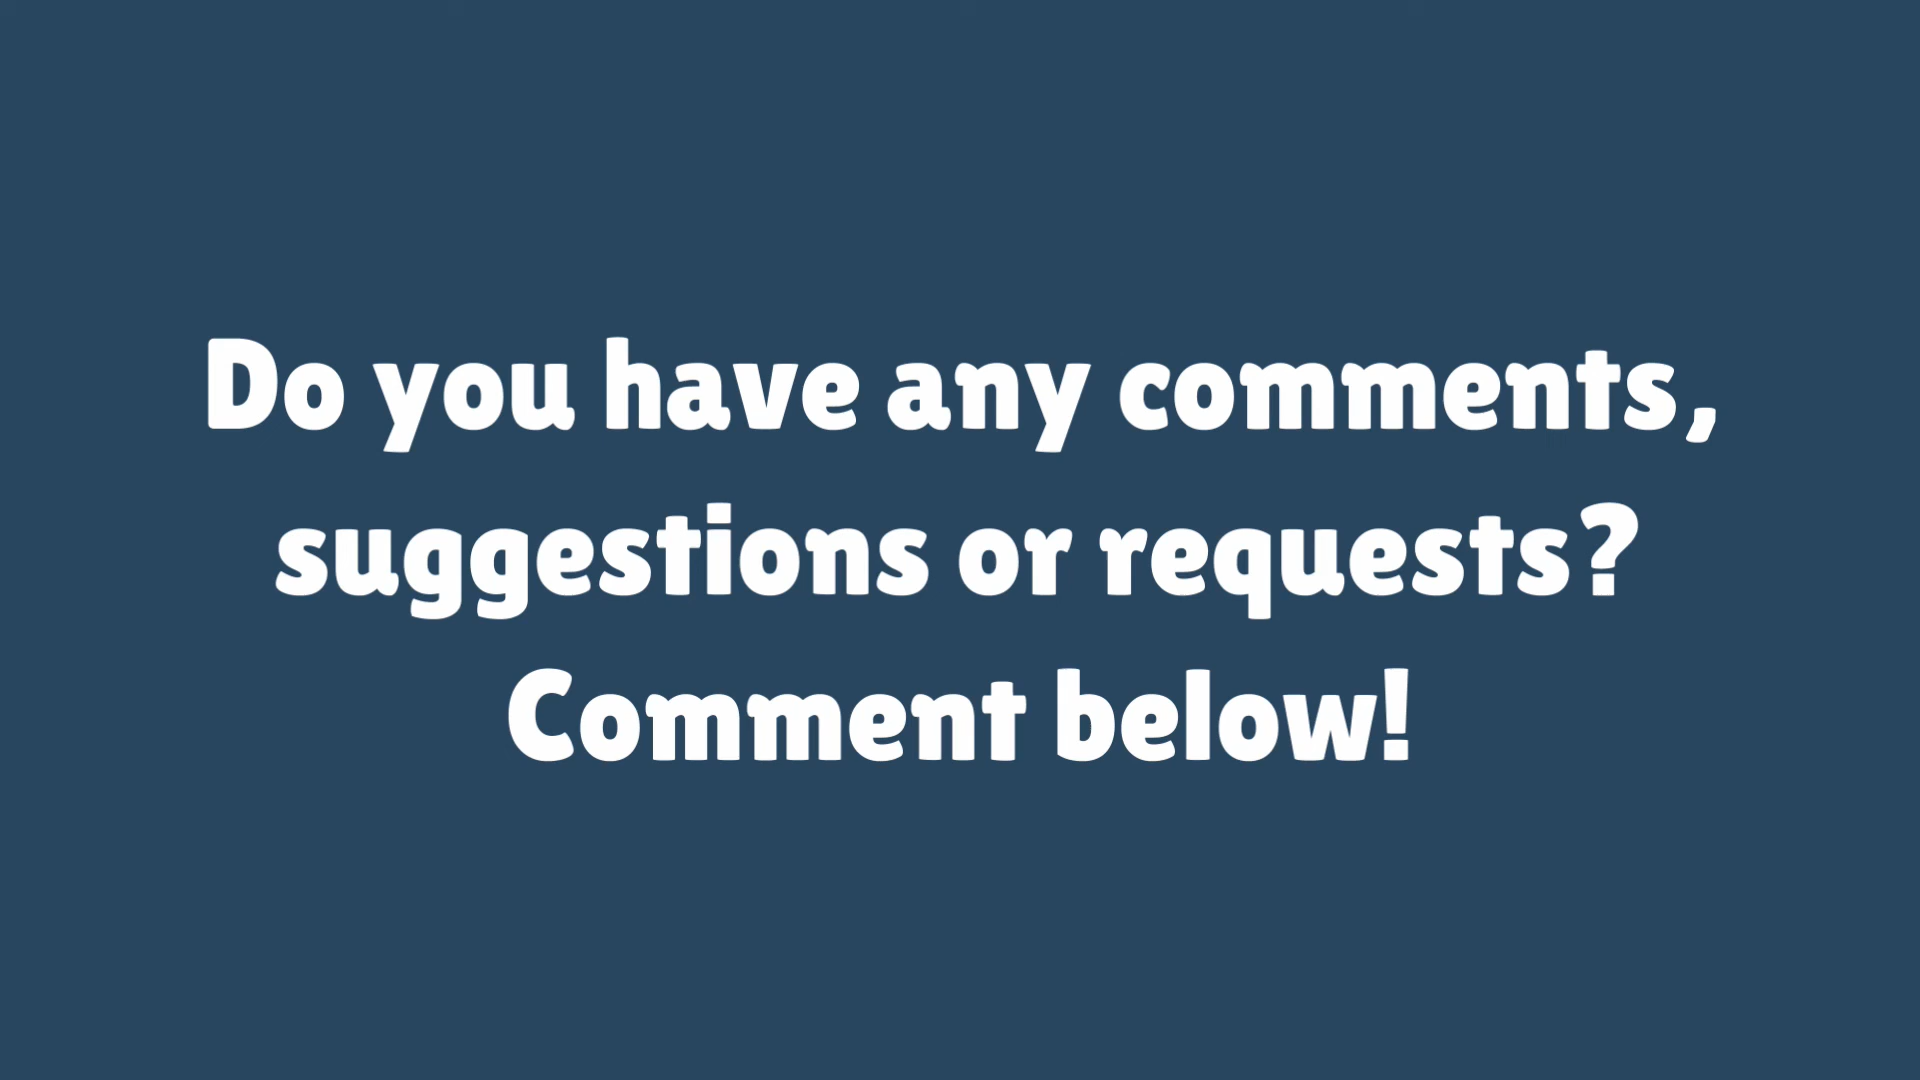 Do you have any comments,
suggestions or requests?
Comment below!